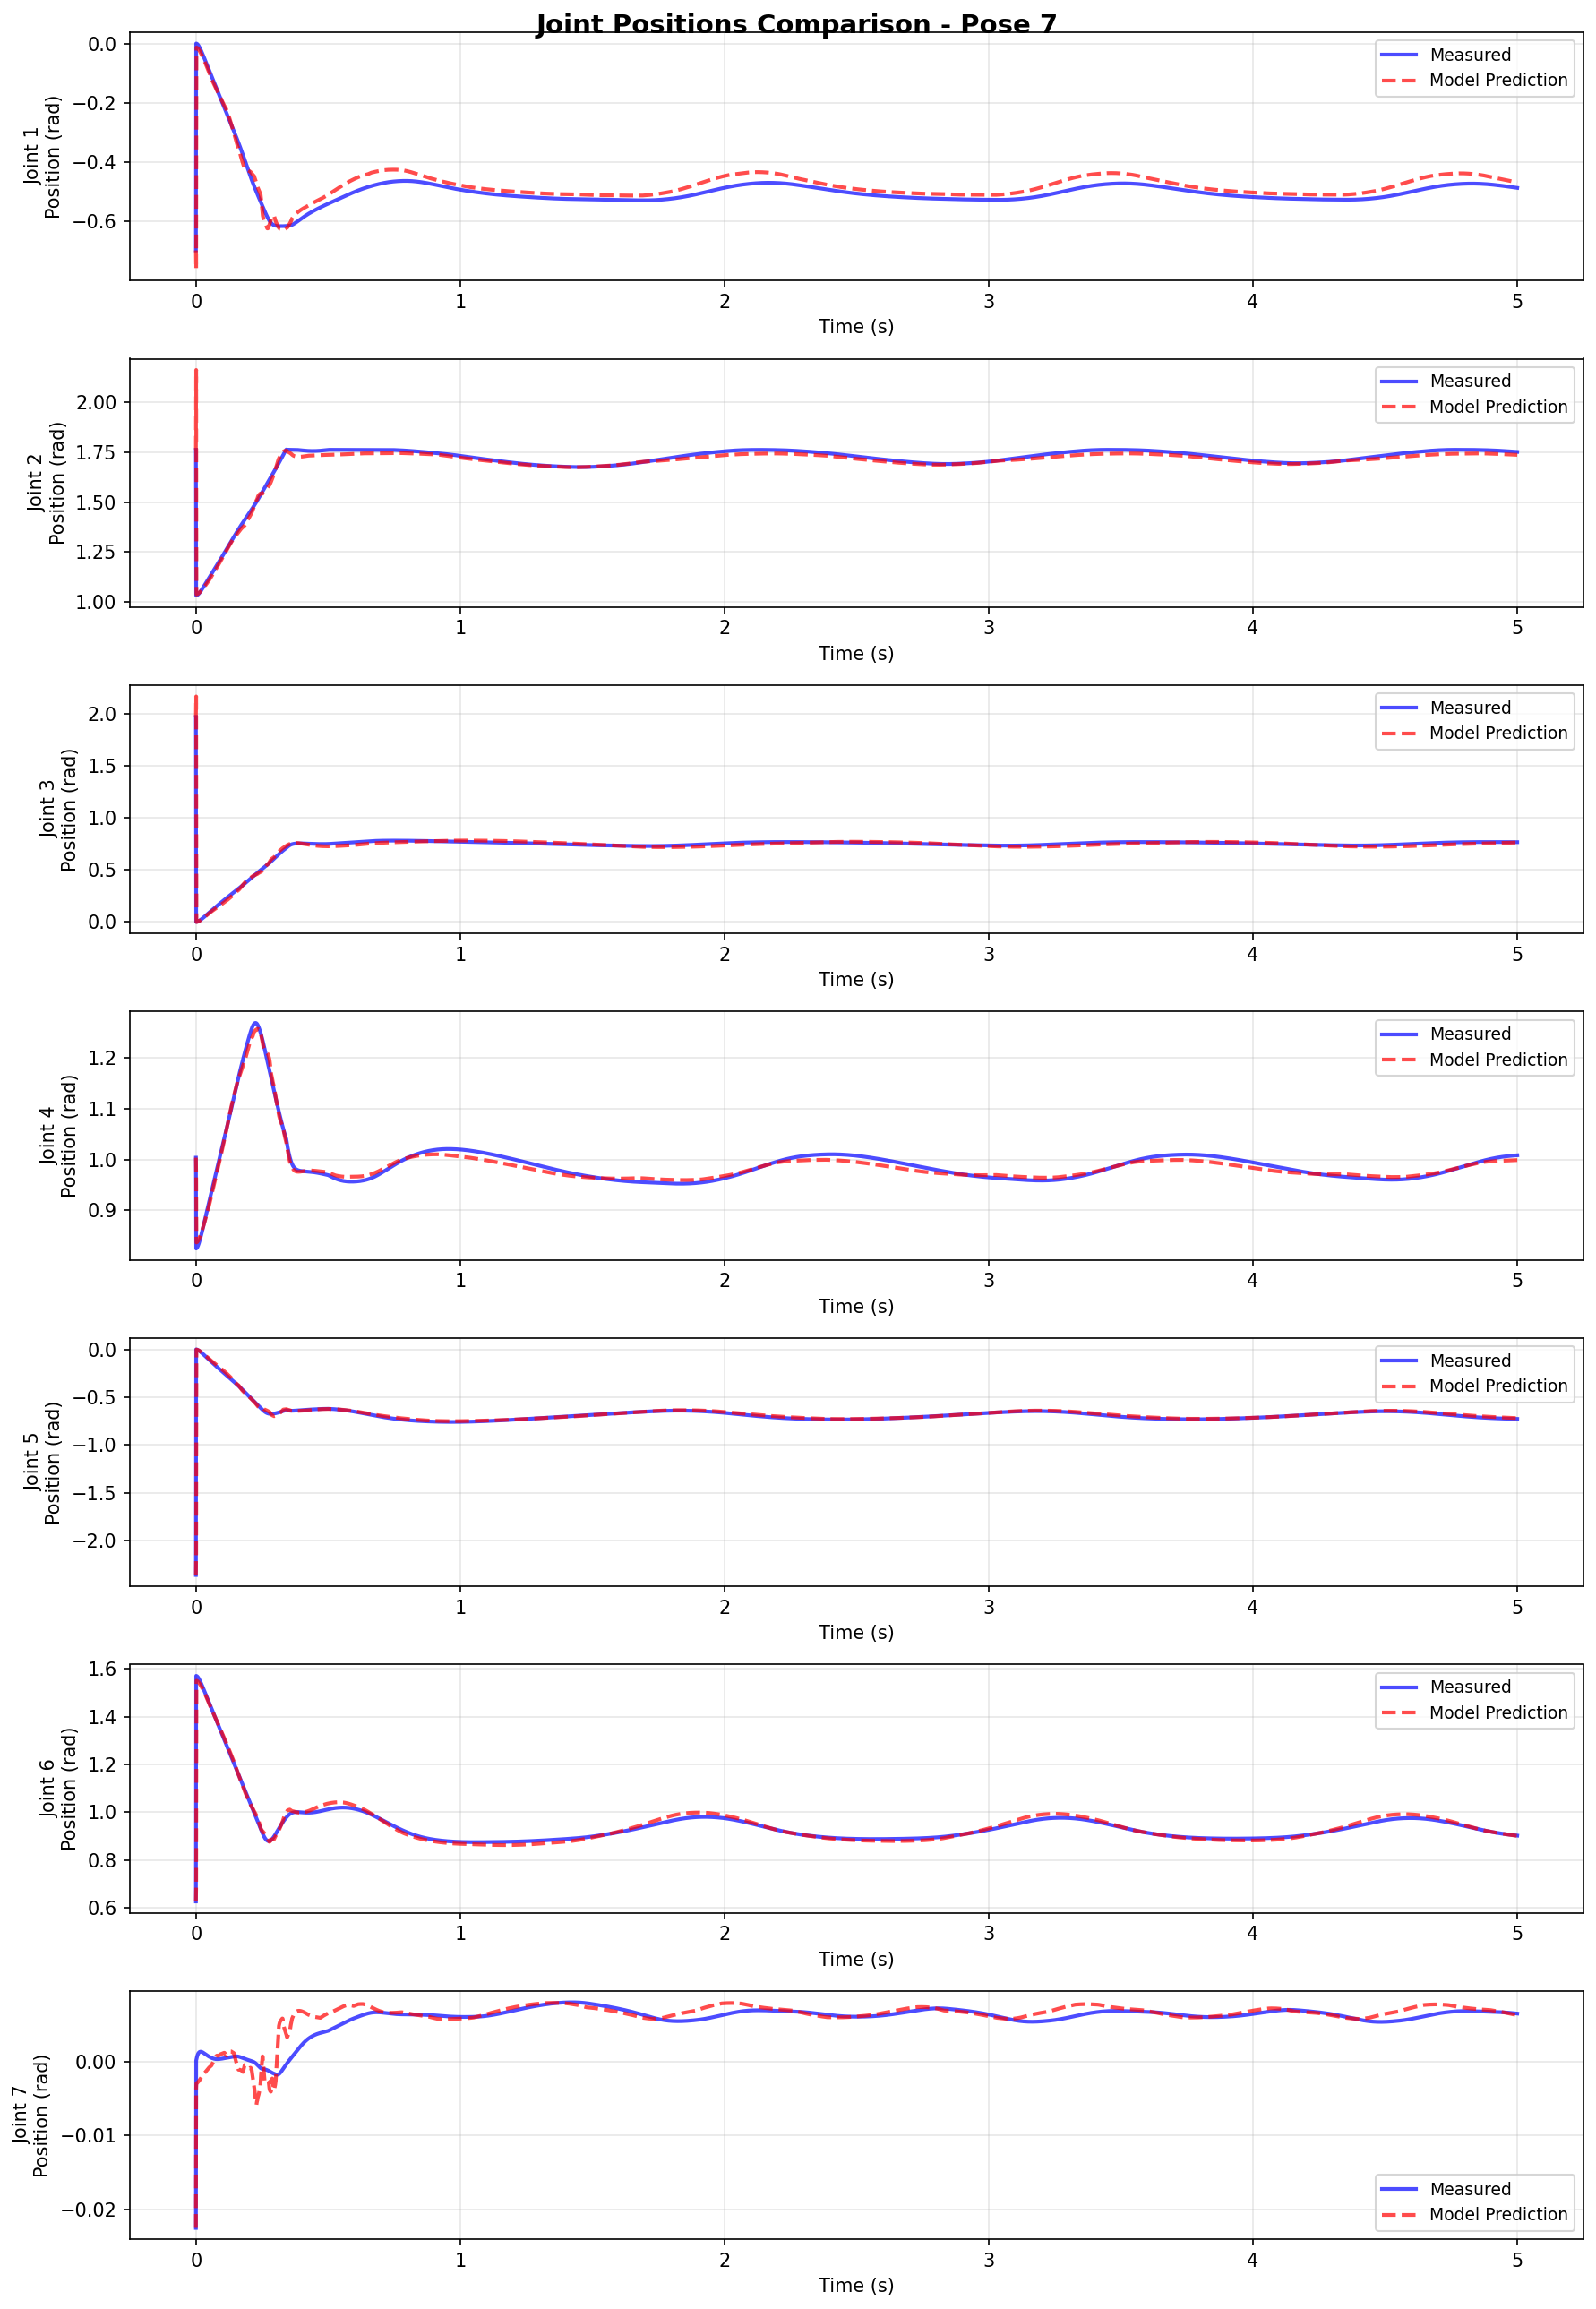 Joint Positions Comparison - Pose 7
Joint 1
Position (rad)
0.0
−0.2
−0.4
−0.6
Measured
Model Prediction
0 1 2 3 4 5
Time (s)
Joint 2
Position (rad)
2.00
1.75
1.50
1.25
1.00
Measured
Model Prediction
0 1 2 3 4 5
Time (s)
Joint 3
Position (rad)
2.0
1.5
1.0
0.5
0.0
Measured
Model Prediction
0 1 2 3 4 5
Time (s)
Joint 4
Position (rad)
1.2
1.1
1.0
0.9
Measured
Model Prediction
0 1 2 3 4 5
Time (s)
Joint 5
Position (rad)
0.0
−0.5
−1.0
−1.5
−2.0
Measured
Model Prediction
0 1 2 3 4 5
Time (s)
Joint 6
Position (rad)
1.6
1.4
1.2
1.0
0.8
0.6
Measured
Model Prediction
0 1 2 3 4 5
Time (s)
Joint 7
Position (rad)
0.00
−0.01
−0.02
Measured
Model Prediction
0 1 2 3 4 5
Time (s)